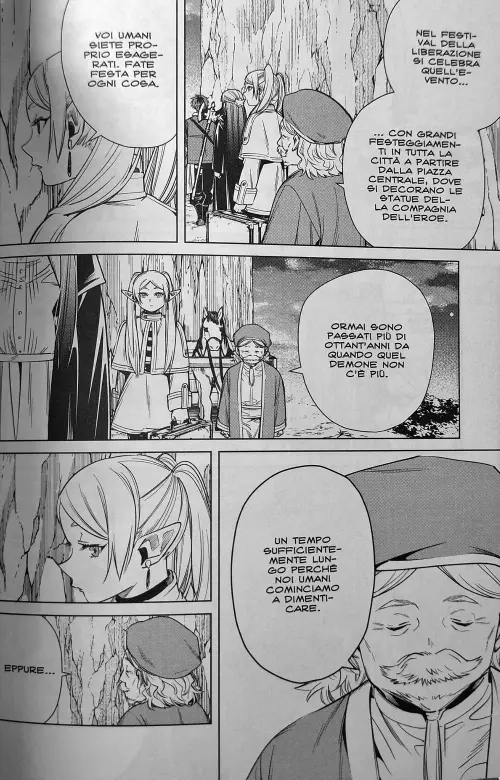 NEL FESTI-
VAL DELLA
LIBERAZIONE
SI CELEBRA
QUELL'E-
VENTO...
... CON GRANDI
FESTEGGIAMEN-
TI IN TUTTA LA
CITTÀ A PARTIRE
DALLA PIAZZA
CENTRALE, DOVE
SI DECORANO LE
STATUE DEL-
LA COMPAGNIA
DELL'EROE.
VOI UMANI
SIETE PRO-
PRIO ESAGE-
RATI. FATE
FESTA PER
OGNI COSA.
ORMAI SONO
PASSATI PIÙ DI
OTTANT'ANNI DA
QUANDO QUEL
DEMONE NON
C'È PIÙ.
UN TEMPO
SUFFICIENTE-
MENTE LUN-
GO PERCHÉ
NOI UMANI
COMINCIAMO
A DIMENTI-
CARE.
EPPURE...